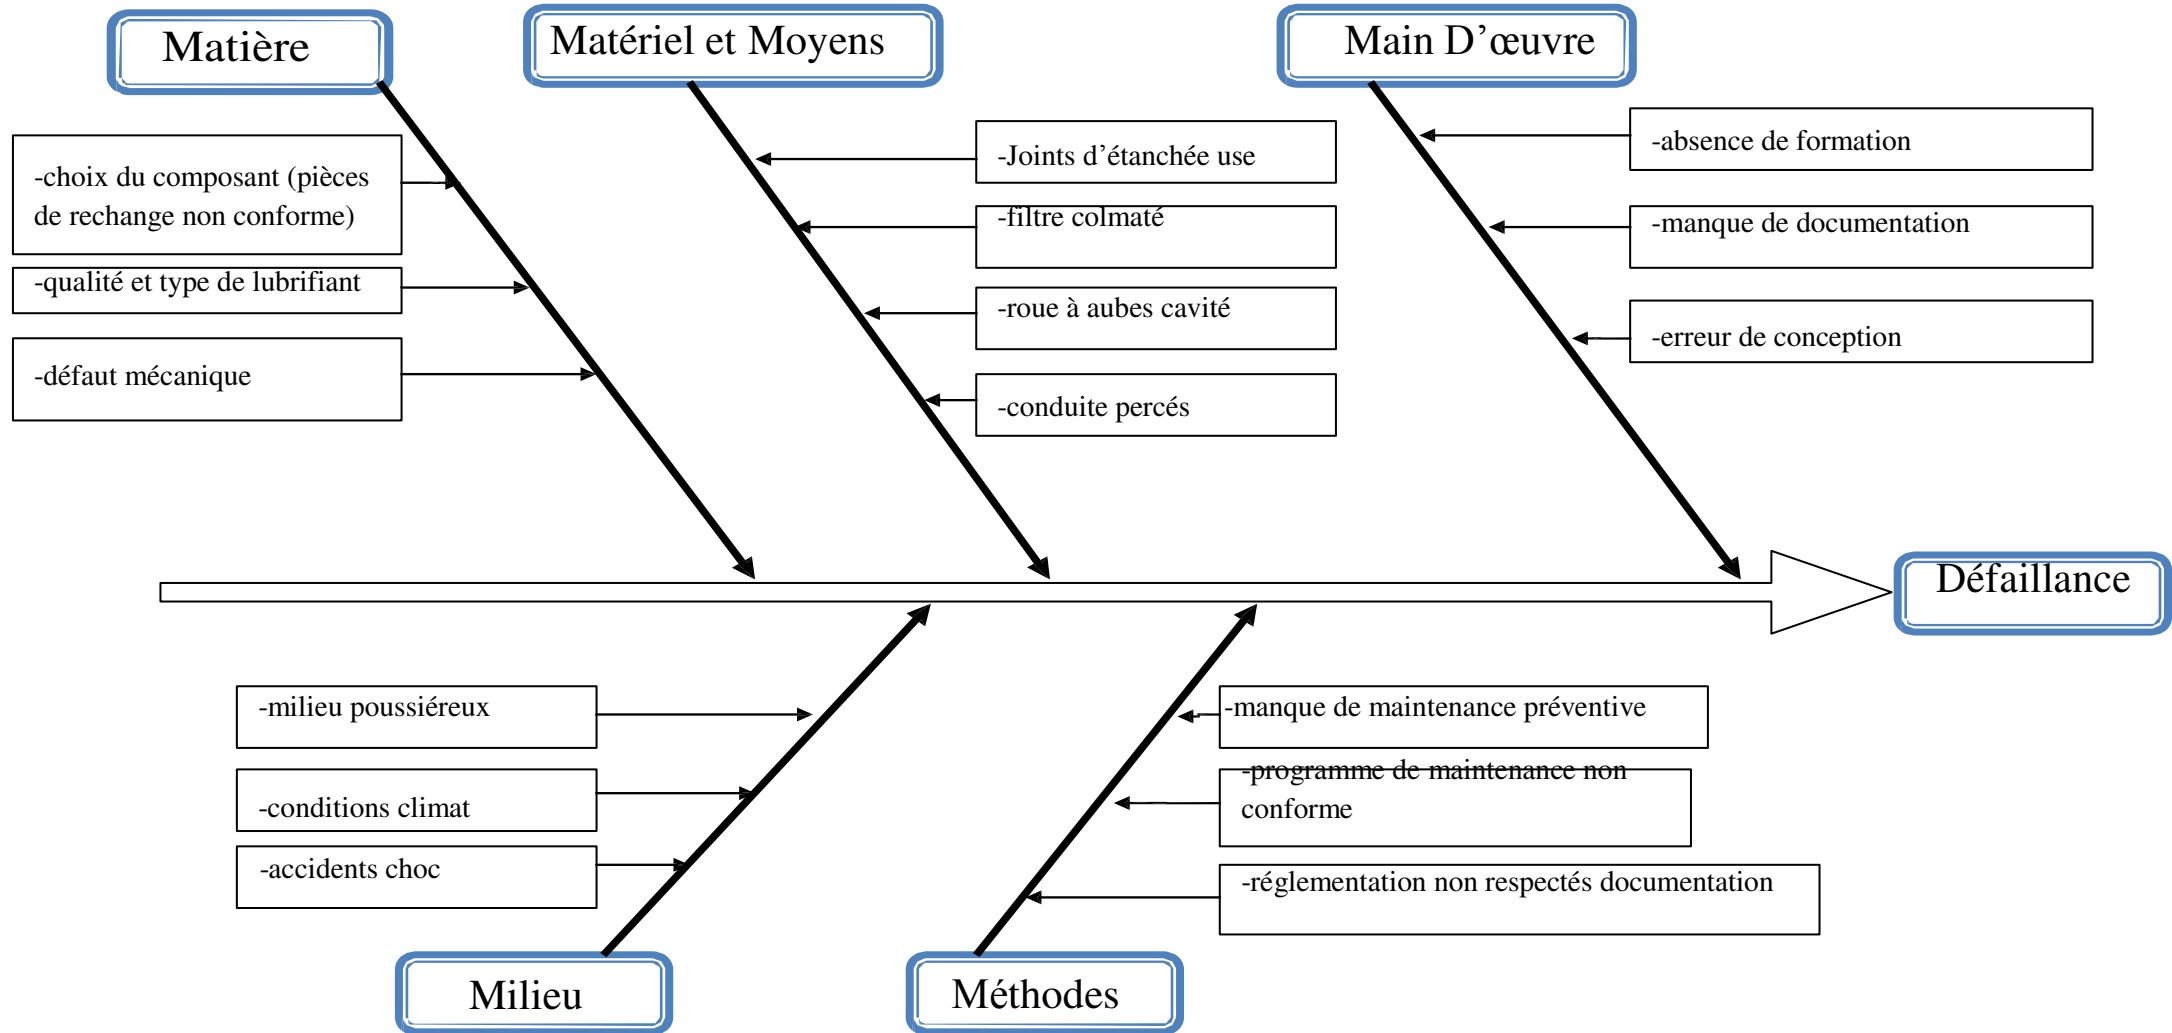 Matière
Matériel et Moyens
Main D’œuvre
-choix du composant (pièces
de rechange non conforme)
-qualité et type de lubrifiant
-défaut mécanique
-Joints d’étanchée use
-filtre colmaté
-roue à aubes cavité
-conduite percés
-absence de formation
-manque de documentation
-erreur de conception
Défaillance
-milieu poussiéreux
-conditions climat
-accidents choc
-manque de maintenance préventive
-programme de maintenance non
conforme
-réglementation non respectés documentation
Milieu
Méthodes